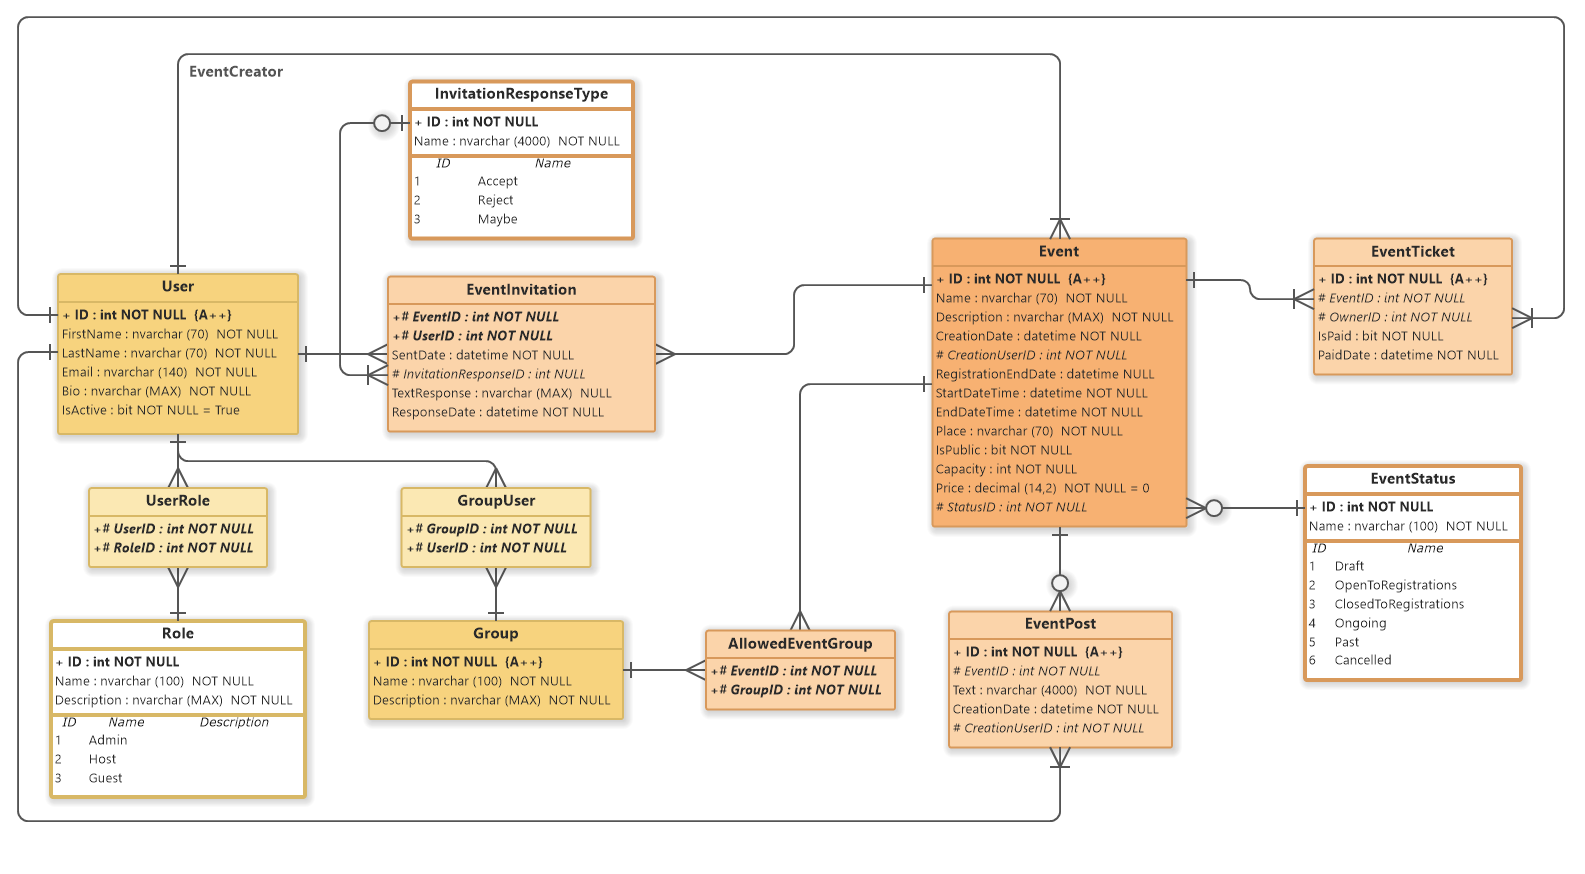 EventCreator
InvitationResponseType
+ ID : int NOT NULL
Name : nvarchar (4000)  NOT NULL
ID Name
1 Accept
2 Reject
3 Maybe
User
+ ID : int NOT NULL  (A++)
FirstName : nvarchar (70)  NOT NULL
LastName : nvarchar (70)  NOT NULL
Email : nvarchar (140)  NOT NULL
Bio : nvarchar (MAX)  NOT NULL
IsActive : bit NOT NULL = True
EventInvitation
+# EventID : int NOT NULL
+# UserID : int NOT NULL
SentDate : datetime NOT NULL
# InvitationResponseID : int NULL
TextResponse : nvarchar (MAX)  NULL
ResponseDate : datetime NOT NULL
Event
+ ID : int NOT NULL  (A++)
Name : nvarchar (70)  NOT NULL
Description : nvarchar (MAX)  NOT NULL
CreationDate : datetime NOT NULL
# CreationUserID : int NOT NULL
RegistrationEndDate : datetime NULL
StartDateTime : datetime NOT NULL
EndDateTime : datetime NOT NULL
Place : nvarchar (70)  NOT NULL
IsPublic : bit NOT NULL
Capacity : int NOT NULL
Price : decimal (14,2)  NOT NULL = 0
# StatusID : int NOT NULL
EventTicket
+ ID : int NOT NULL  (A++)
# EventID : int NOT NULL
# OwnerID : int NOT NULL
IsPaid : bit NOT NULL
PaidDate : datetime NOT NULL
UserRole
+# UserID : int NOT NULL
+# RoleID : int NOT NULL
GroupUser
+# GroupID : int NOT NULL
+# UserID : int NOT NULL
EventStatus
+ ID : int NOT NULL
Name : nvarchar (100)  NOT NULL
ID Name
1 Draft
2 OpenToRegistrations
3 ClosedToRegistrations
4 Ongoing
5 Past
6 Cancelled
Role
+ ID : int NOT NULL
Name : nvarchar (100)  NOT NULL
Description : nvarchar (MAX)  NOT NULL
ID Name Description
1 Admin
2 Host
3 Guest
Group
+ ID : int NOT NULL  (A++)
Name : nvarchar (100)  NOT NULL
Description : nvarchar (MAX)  NOT NULL
AllowedEventGroup
+# EventID : int NOT NULL
+# GroupID : int NOT NULL
EventPost
+ ID : int NOT NULL  (A++)
# EventID : int NOT NULL
Text : nvarchar (4000)  NOT NULL
CreationDate : datetime NOT NULL
# CreationUserID : int NOT NULL